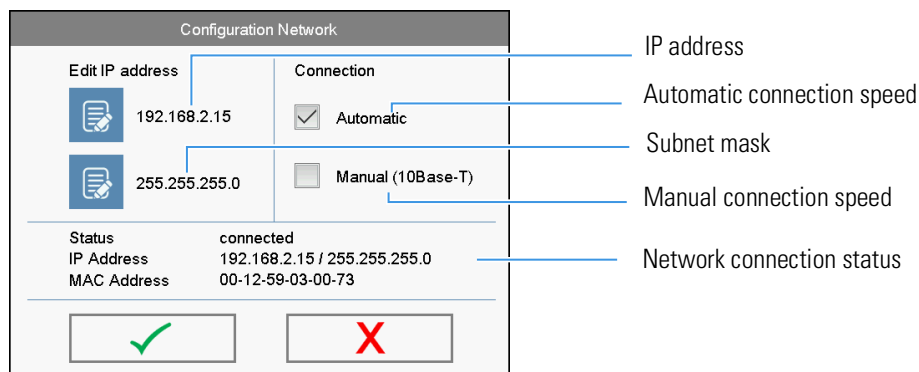 Configuration Network
Edit IP address
Connection
192.168.2.15
Automatic
255.255.255.0
Manual (10Base-T)
Status connected
IP Address 192.168.2.15 / 255.255.255.0
MAC Address 00-12-59-03-00-73
X
IP address
Automatic connection speed
Subnet mask
Manual connection speed
Network connection status